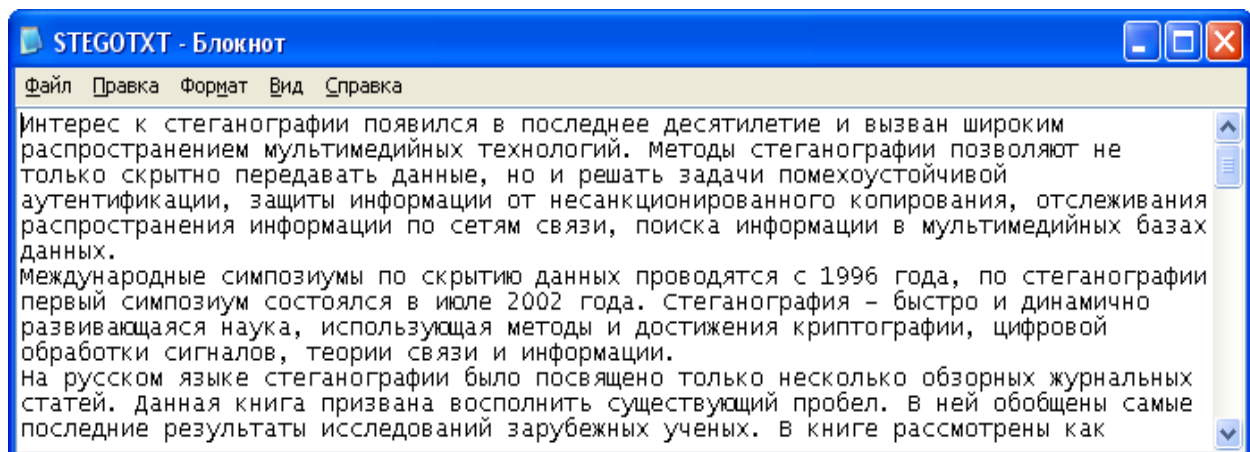 STEGOTXT - Блокнот
Файл Правка Формат Вид Справка
Интерес к стеганографии появился в последнее десятилетие и вызван широким
распространением мультимедийных технологий. Методы стеганографии позволяют не
только скрытно передавать данные, но и решать задачи помехоустойчивой
аутентификации, защиты информации от несанкционированного копирования, отслеживания
распространения информации по сетям связи, поиска информации в мультимедийных базах
данных.
Международные симпозиумы по скрытию данных проводятся с 1996 года, по стеганографии
первый симпозиум состоялся в июле 2002 года. Стеганография – быстро и динамично
развивающаяся наука, использующая методы и достижения криптографии, цифровой
обработки сигналов, теории связи и информации.
На русском языке стеганографии было посвящено только несколько обзорных журнальных
статей. Данная книга призвана восполнить существующий пробел. В ней обобщены самые
последние результаты исследований зарубежных ученых. В книге рассмотрены как